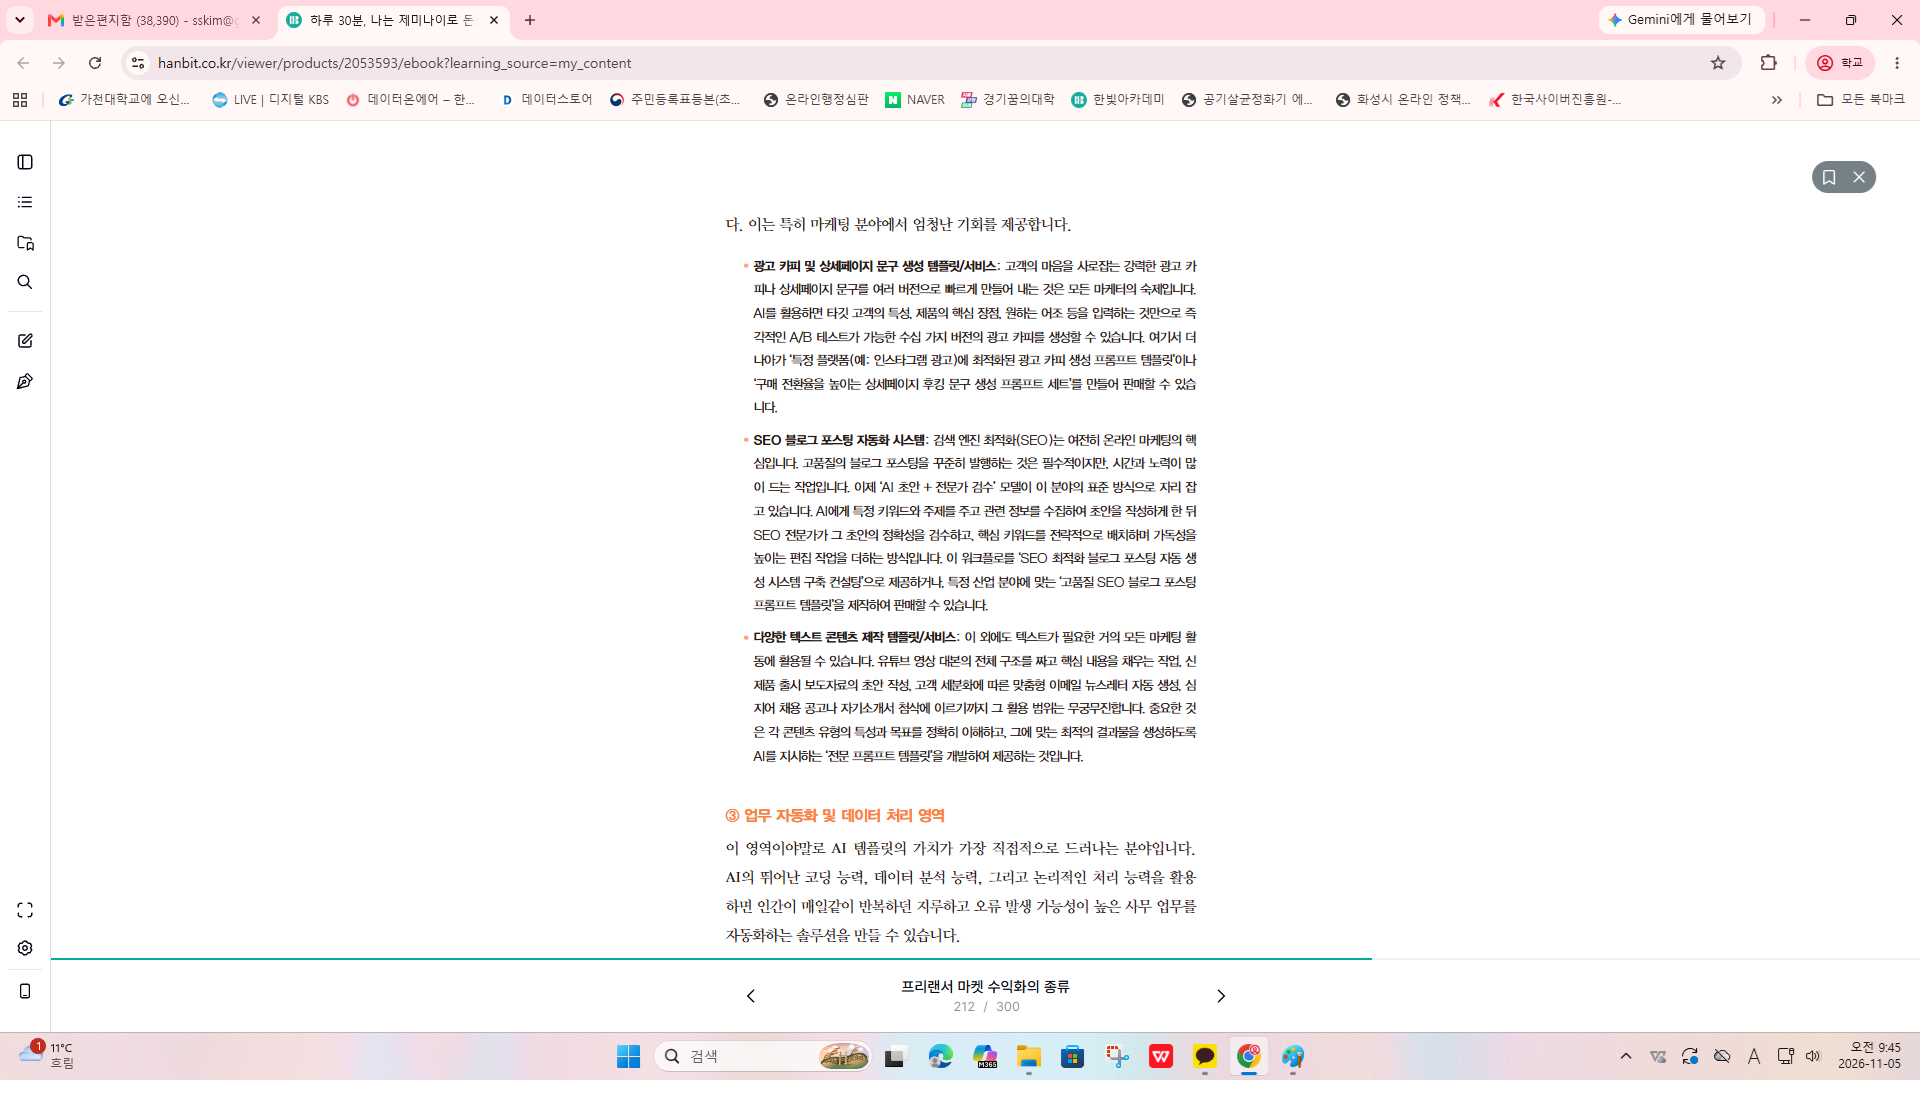 받은편지함 (38,390) - sskim@g
하루 30분, 나는 제미나이로 돈
Gemini에게 물어보기
hanbit.co.kr/viewer/products/2053593/ebook?learning_source=my_content
학교
가천대학교에 오신...
LIVE | 디지털 KBS
데이터온에어 – 한...
데이터스토어
주민등록표등본(초...
온라인행정심판
NAVER
경기꿈의대학
한빛아카데미
공기살균정화기 에...
화성시 온라인 정책...
한국사이버진흥원-...
모든 북마크
다. 이는 특히 마케팅 분야에서 엄청난 기회를 제공합니다.
• 광고 카피 및 상세페이지 문구 생성 템플릿/서비스: 고객의 마음을 사로잡는 강력한 광고 카
피나 상세페이지 문구를 여러 버전으로 빠르게 만들어 내는 것은 모든 마케터의 숙제입니다.
AI를 활용하면 타깃 고객의 특성, 제품의 핵심 장점, 원하는 어조 등을 입력하는 것만으로 즉
각적인 A/B 테스트가 가능한 수십 가지 버전의 광고 카피를 생성할 수 있습니다. 여기서 더
나아가 ‘특정 플랫폼(예: 인스타그램 광고)에 최적화된 광고 카피 생성 프롬프트 템플릿’이나
‘구매 전환율을 높이는 상세페이지 후킹 문구 생성 프롬프트 세트’를 만들어 판매할 수 있습
니다.
• SEO 블로그 포스팅 자동화 시스템: 검색 엔진 최적화(SEO)는 여전히 온라인 마케팅의 핵
심입니다. 고품질의 블로그 포스팅을 꾸준히 발행하는 것은 필수적이지만, 시간과 노력이 많
이 드는 작업입니다. 이제 ‘AI 초안 + 전문가 검수’ 모델이 이 분야의 표준 방식으로 자리 잡
고 있습니다. AI에게 특정 키워드와 주제를 주고 관련 정보를 수집하여 초안을 작성하게 한 뒤
SEO 전문가가 그 초안의 정확성을 검수하고, 핵심 키워드를 전략적으로 배치하며 가독성을
높이는 편집 작업을 더하는 방식입니다. 이 워크플로를 ‘SEO 최적화 블로그 포스팅 자동 생
성 시스템 구축 컨설팅’으로 제공하거나, 특정 산업 분야에 맞는 ‘고품질 SEO 블로그 포스팅
프롬프트 템플릿’을 제작하여 판매할 수 있습니다.
• 다양한 텍스트 콘텐츠 제작 템플릿/서비스: 이 외에도 텍스트가 필요한 거의 모든 마케팅 활
동에 활용될 수 있습니다. 유튜브 영상 대본의 전체 구조를 짜고 핵심 내용을 채우는 작업, 신
제품 출시 보도자료의 초안 작성, 고객 세분화에 따른 맞춤형 이메일 뉴스레터 자동 생성, 심
지어 채용 공고나 자기소개서 첨삭에 이르기까지 그 활용 범위는 무궁무진합니다. 중요한 것
은 각 콘텐츠 유형의 특성과 목표를 정확히 이해하고, 그에 맞는 최적의 결과물을 생성하도록
AI를 지시하는 ‘전문 프롬프트 템플릿’을 개발하여 제공하는 것입니다.
③ 업무 자동화 및 데이터 처리 영역
이 영역이야말로 AI 템플릿의 가치가 가장 직접적으로 드러나는 분야입니다.
AI의 뛰어난 코딩 능력, 데이터 분석 능력, 그리고 논리적인 처리 능력을 활용
하면 인간이 매일같이 반복하던 지루하고 오류 발생 가능성이 높은 사무 업무를
자동화하는 솔루션을 만들 수 있습니다.
프리랜서 마켓 수익화의 종류
212 / 300
1
11°C
흐림
검색
M365
A
오전 9:45
2026-11-05